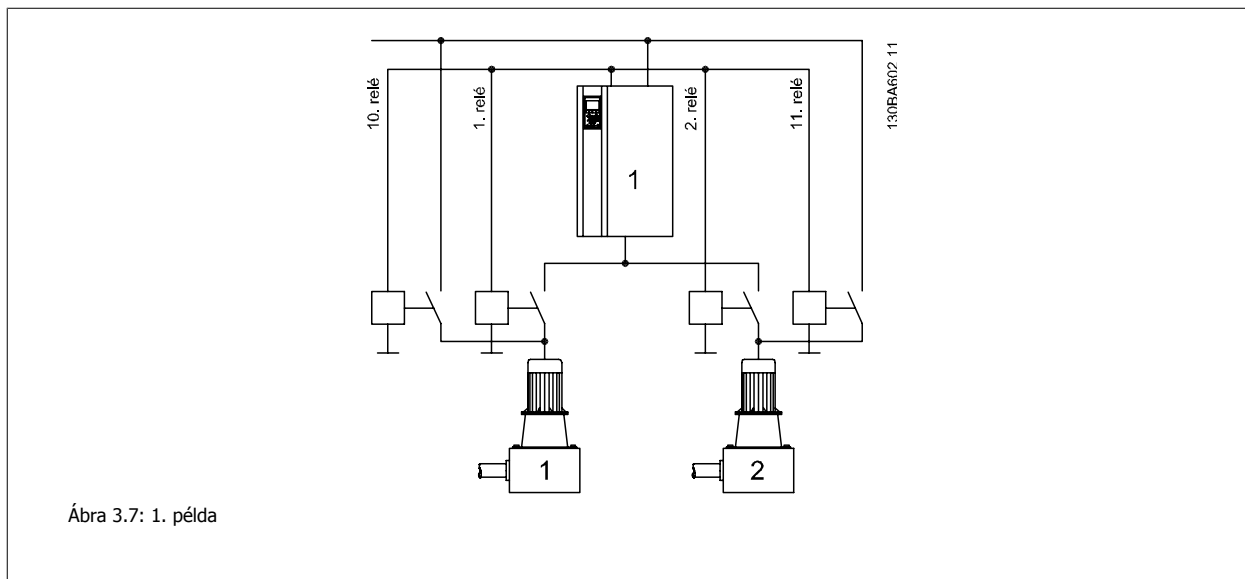 10. relé
1. relé
2. relé
11. relé
130BA602.11
1
1
2
Ábra 3.7: 1. példa